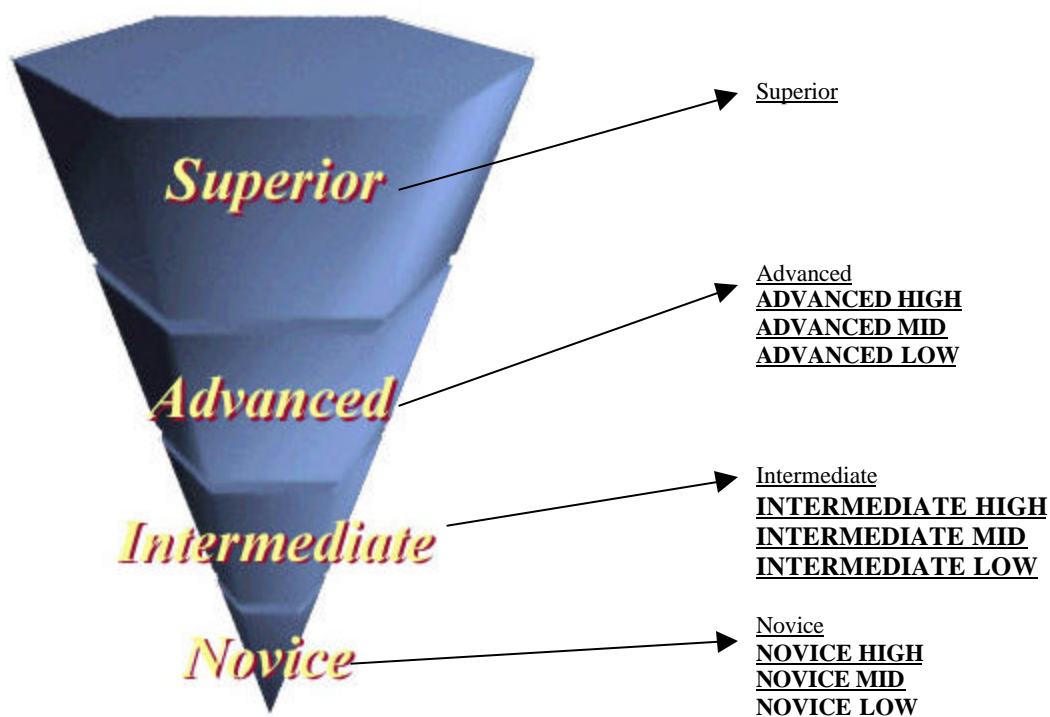 Superior
Superior
Advanced
Advanced
ADVANCED HIGH
ADVANCED MID
ADVANCED LOW
Intermediate
Intermediate
INTERMEDIATE HIGH
INTERMEDIATE MID
INTERMEDIATE LOW
Novice
Novice
NOVICE HIGH
NOVICE MID
NOVICE LOW